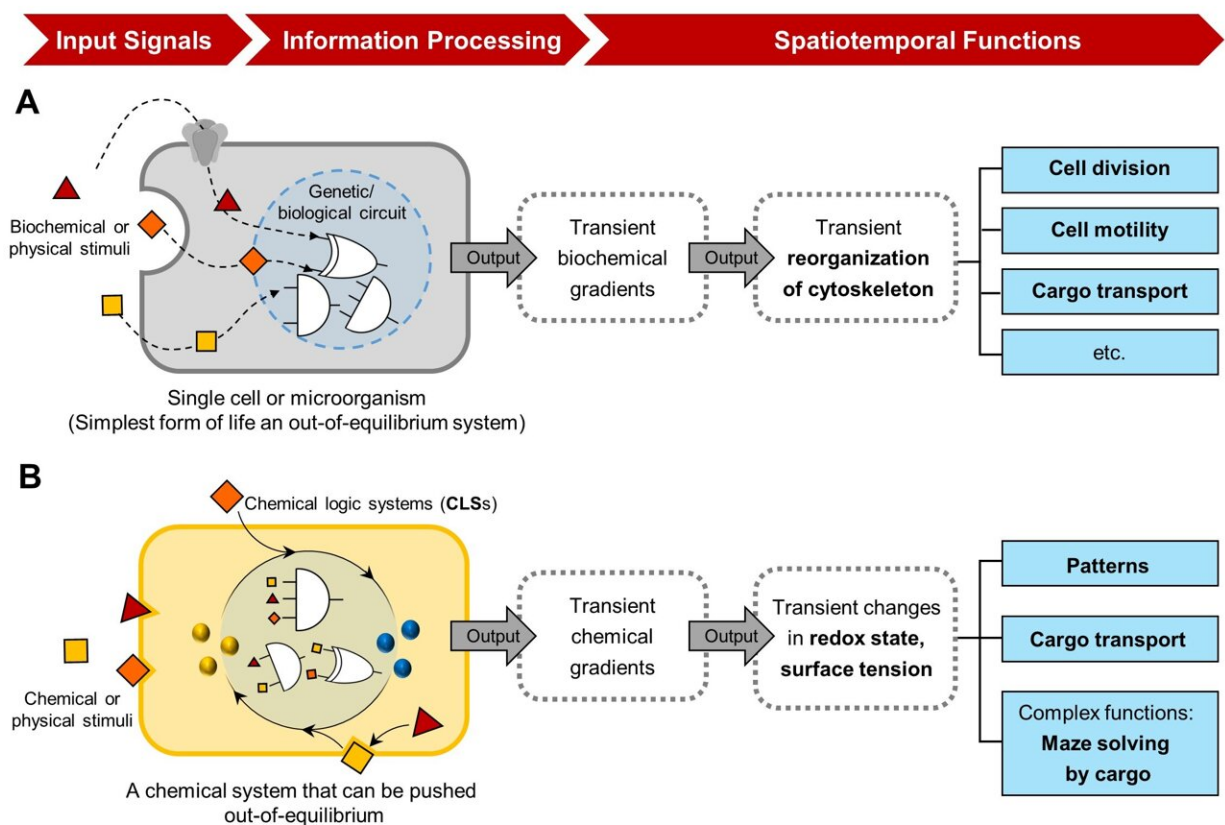 Input Signals
Information Processing
Spatiotemporal Functions
A
Biochemical or
physical stimuli
Genetic/
biological circuit
Single cell or microorganism
(Simplest form of life an out-of-equilibrium system)
Output
Transient
biochemical
gradients
Output
Transient
reorganization
of cytoskeleton
Cell division
Cell motility
Cargo transport
etc.
B
Chemical logic systems (CLSs)
Chemical or
physical stimuli
A chemical system that can be pushed
out-of-equilibrium
Output
Transient
chemical
gradients
Output
Transient changes
in redox state,
surface tension
Patterns
Cargo transport
Complex functions:
Maze solving
by cargo